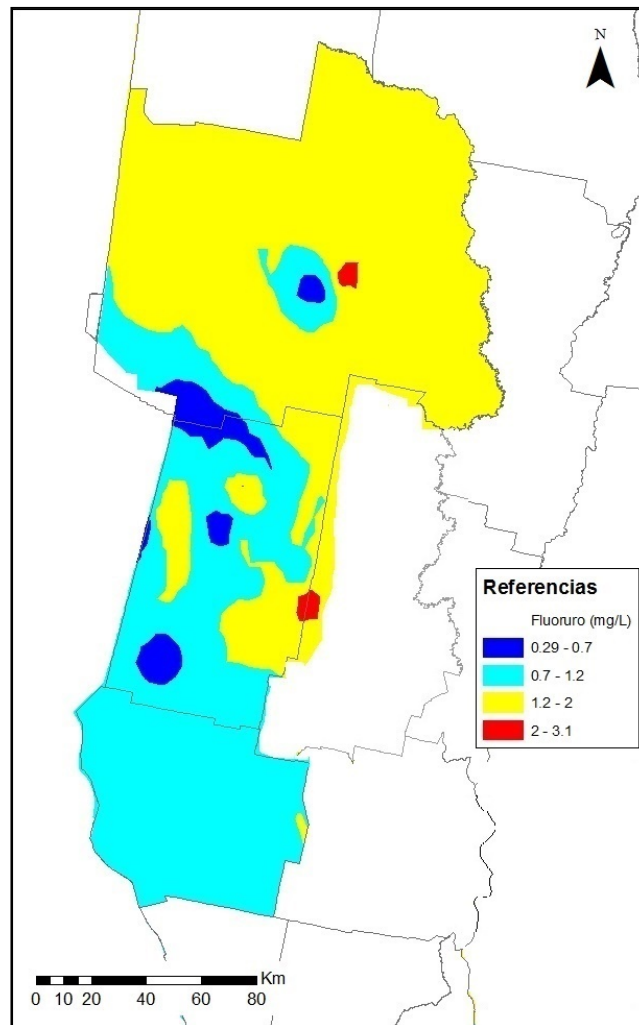 N
Referencias
Fluoruro (mg/L)
0.29 - 0.7
0.7 - 1.2
1.2 - 2
2 - 3.1
Km
0 10 20 40 60 80